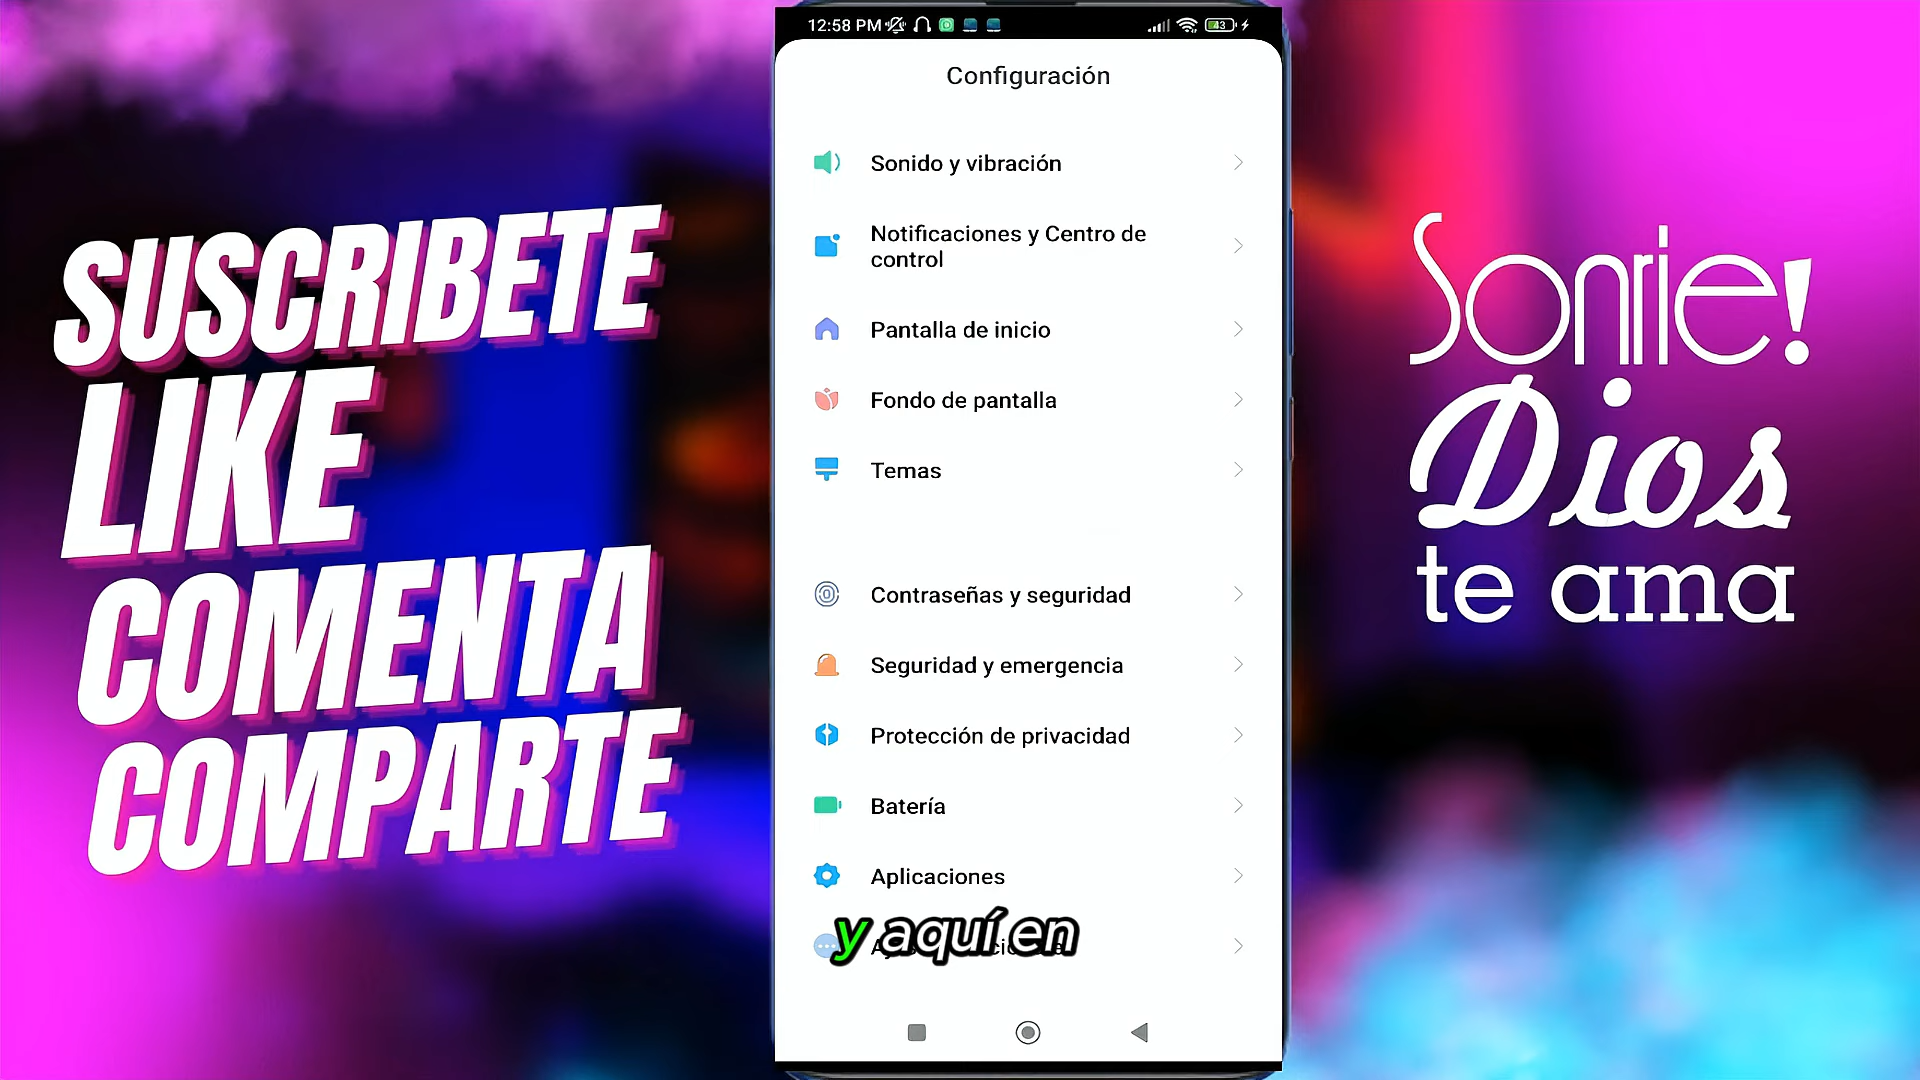 SUSCRIBETE
LIKE
COMENTA
COMPARTE
12:58 PM
43
Configuración
Sonido y vibración
Notificaciones y Centro de
control
Pantalla de inicio
Fondo de pantalla
Temas
Contraseñas y seguridad
Seguridad y emergencia
Protección de privacidad
Batería
Aplicaciones
y aquí en
Sonrie!
Dios
te ama